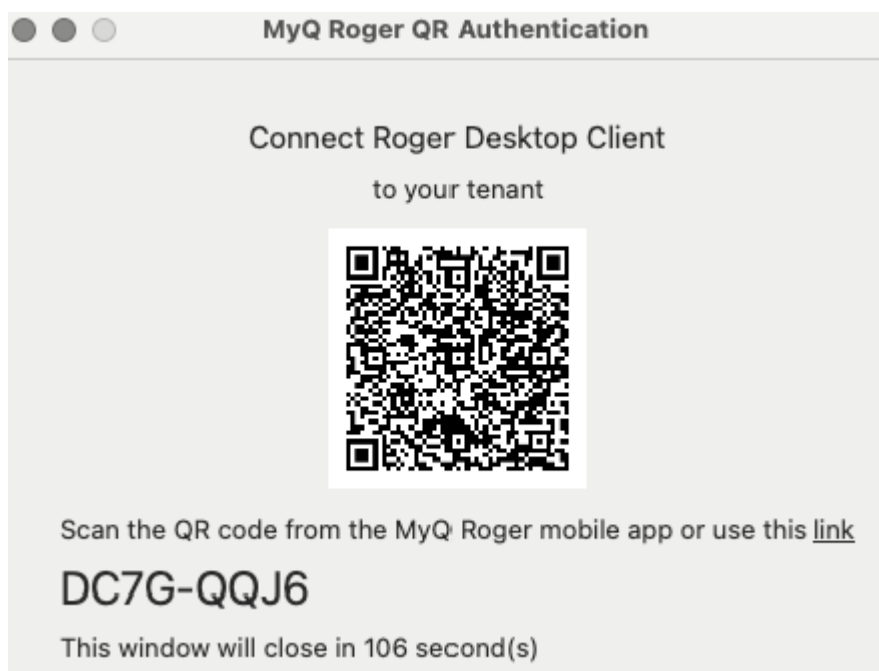 MyQ Roger QR Authentication
Connect Roger Desktop Client
to your tenant
Scan the QR code from the MyQ Roger mobile app or use this link
DC7G-QQJ6
This window will close in 106 second(s)